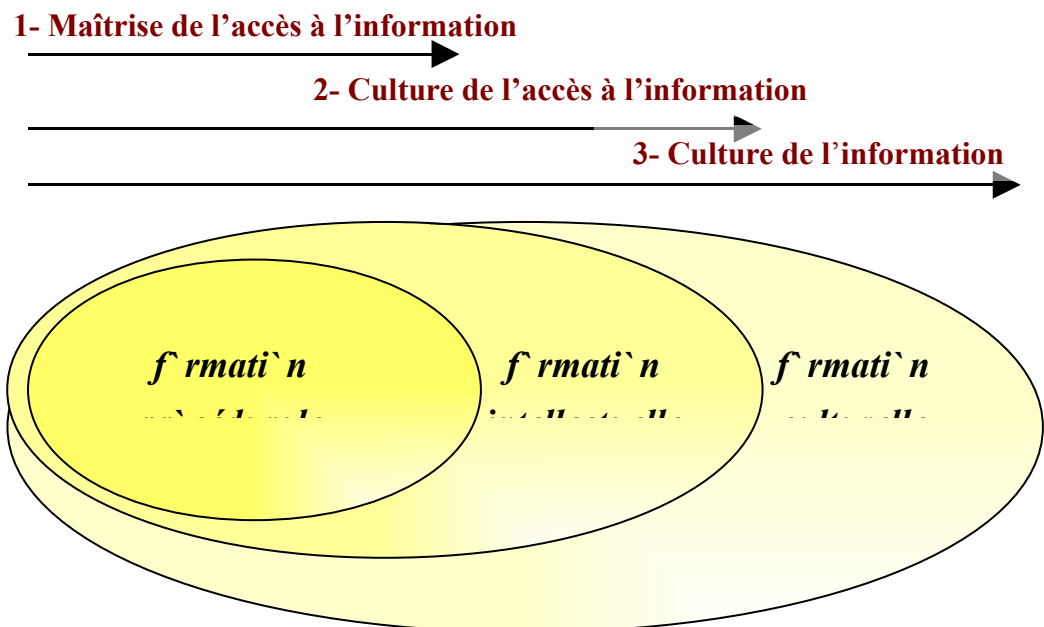 1- Maîtrise de l’accès à l’information
2- Culture de l’accès à l’information
3- Culture de l’information
f` rmati` n
f` rmati` n
f` rmati` n